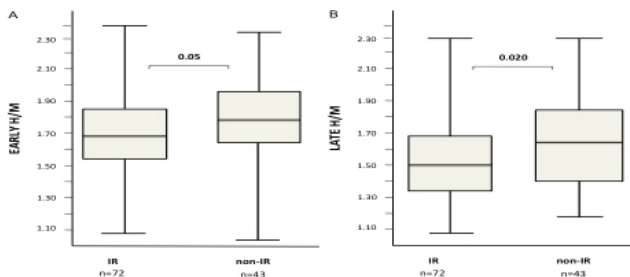 A
EARLY H/M
2.30
2.10
1.90
1.70
1.50
1.30
1.10
0.05
IR
n=72
non-IR
n=43
B
LATE H/M
2.30
2.10
1.90
1.70
1.50
1.30
1.10
0.020
IR
n=72
non-IR
n=43